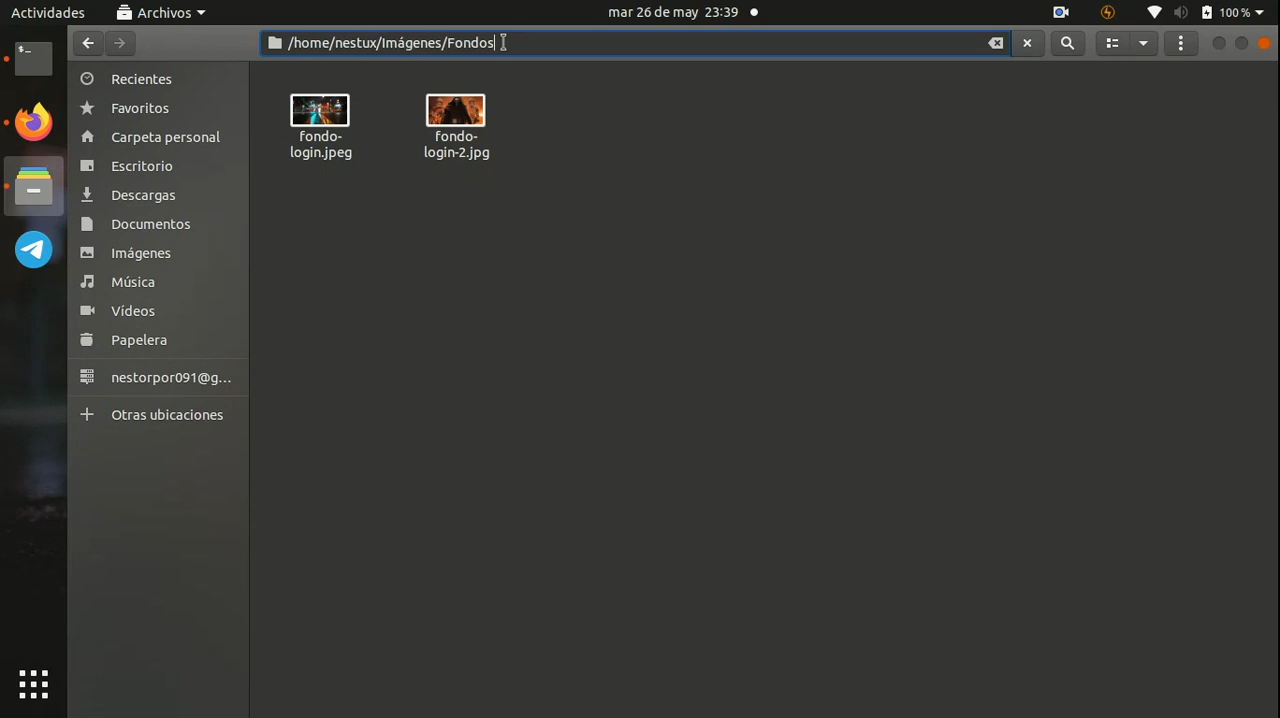 Actividades
Archivos
mar 26 de may 23:39
100 %
/home/nestux/Imágenes/Fondos
Recientes
Favoritos
Carpeta personal
Escritorio
Descargas
Documentos
Imágenes
Música
Vídeos
Papelera
nestorpor091@g...
Otras ubicaciones
fondo-
login.jpeg
fondo-
login-2.jpg